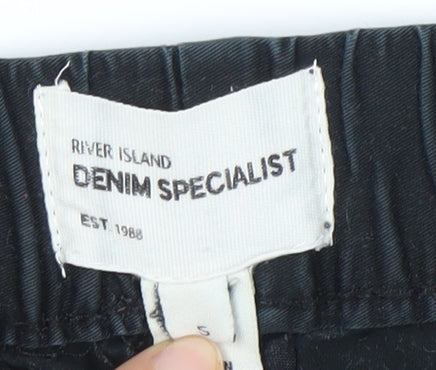 RIVER ISLAND
DENIM SPECIALIST
EST. 1988
S
N